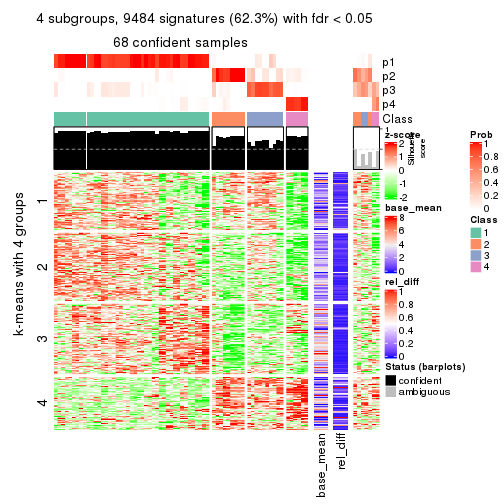 4 subgroups, 9484 signatures (62.3%) with fdr < 0.05
68 confident samples
p1
p2
p3
p4
Class
1
Silhouette
score
z-score
2
1
0
-1
-2
base_mean
8
6
4
2
0
rel_diff
1
0.8
0.6
0.4
0.2
0
Status (barplots)
confident
ambiguous
Prob
1
0.8
0.6
0.4
0.2
0
Class
1
2
3
4
k-means with 4 groups
1
2
3
4
base_mean
rel_diff